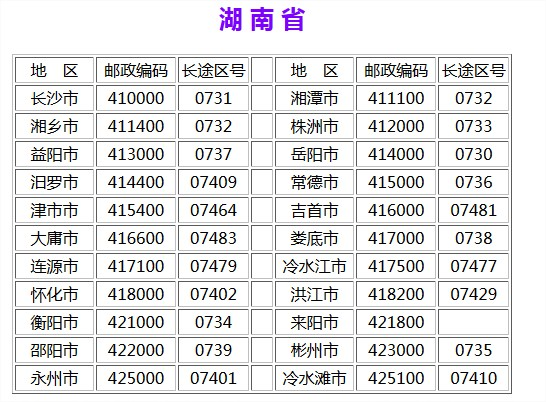 湖南省
地 区 邮政编码 长途区号 地 区 邮政编码 长途区号
长沙市 410000 0731 湘潭市 411100 0732
湘乡市 411400 0732 株洲市 412000 0733
益阳市 413000 0737 岳阳市 414000 0730
汨罗市 414400 07409 常德市 415000 0736
津市市 415400 07464 吉首市 416000 07481
大庸市 416600 07483 娄底市 417000 0738
连源市 417100 07479 冷水江市 417500 07477
怀化市 418000 07402 洪江市 418200 07429
衡阳市 421000 0734 来阳市 421800
邵阳市 422000 0739 彬州市 423000 0735
永州市 425000 07401 冷水滩市 425100 07410